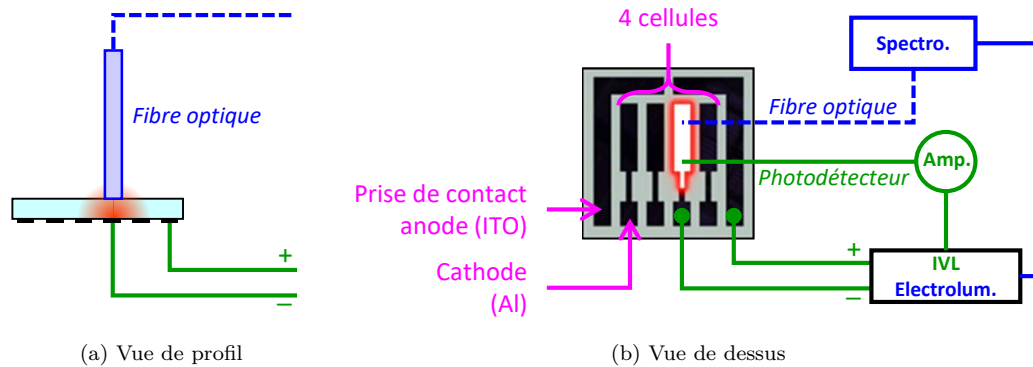 Fibre optique
+
−
(a) Vue de profil
4 cellules
Spectro.
Fibre optique
Amp.
Photodétecteur
Prise de contact
anode (ITO)
Cathode
(Al)
+
−
IVL
Electrolum.
(b) Vue de dessus